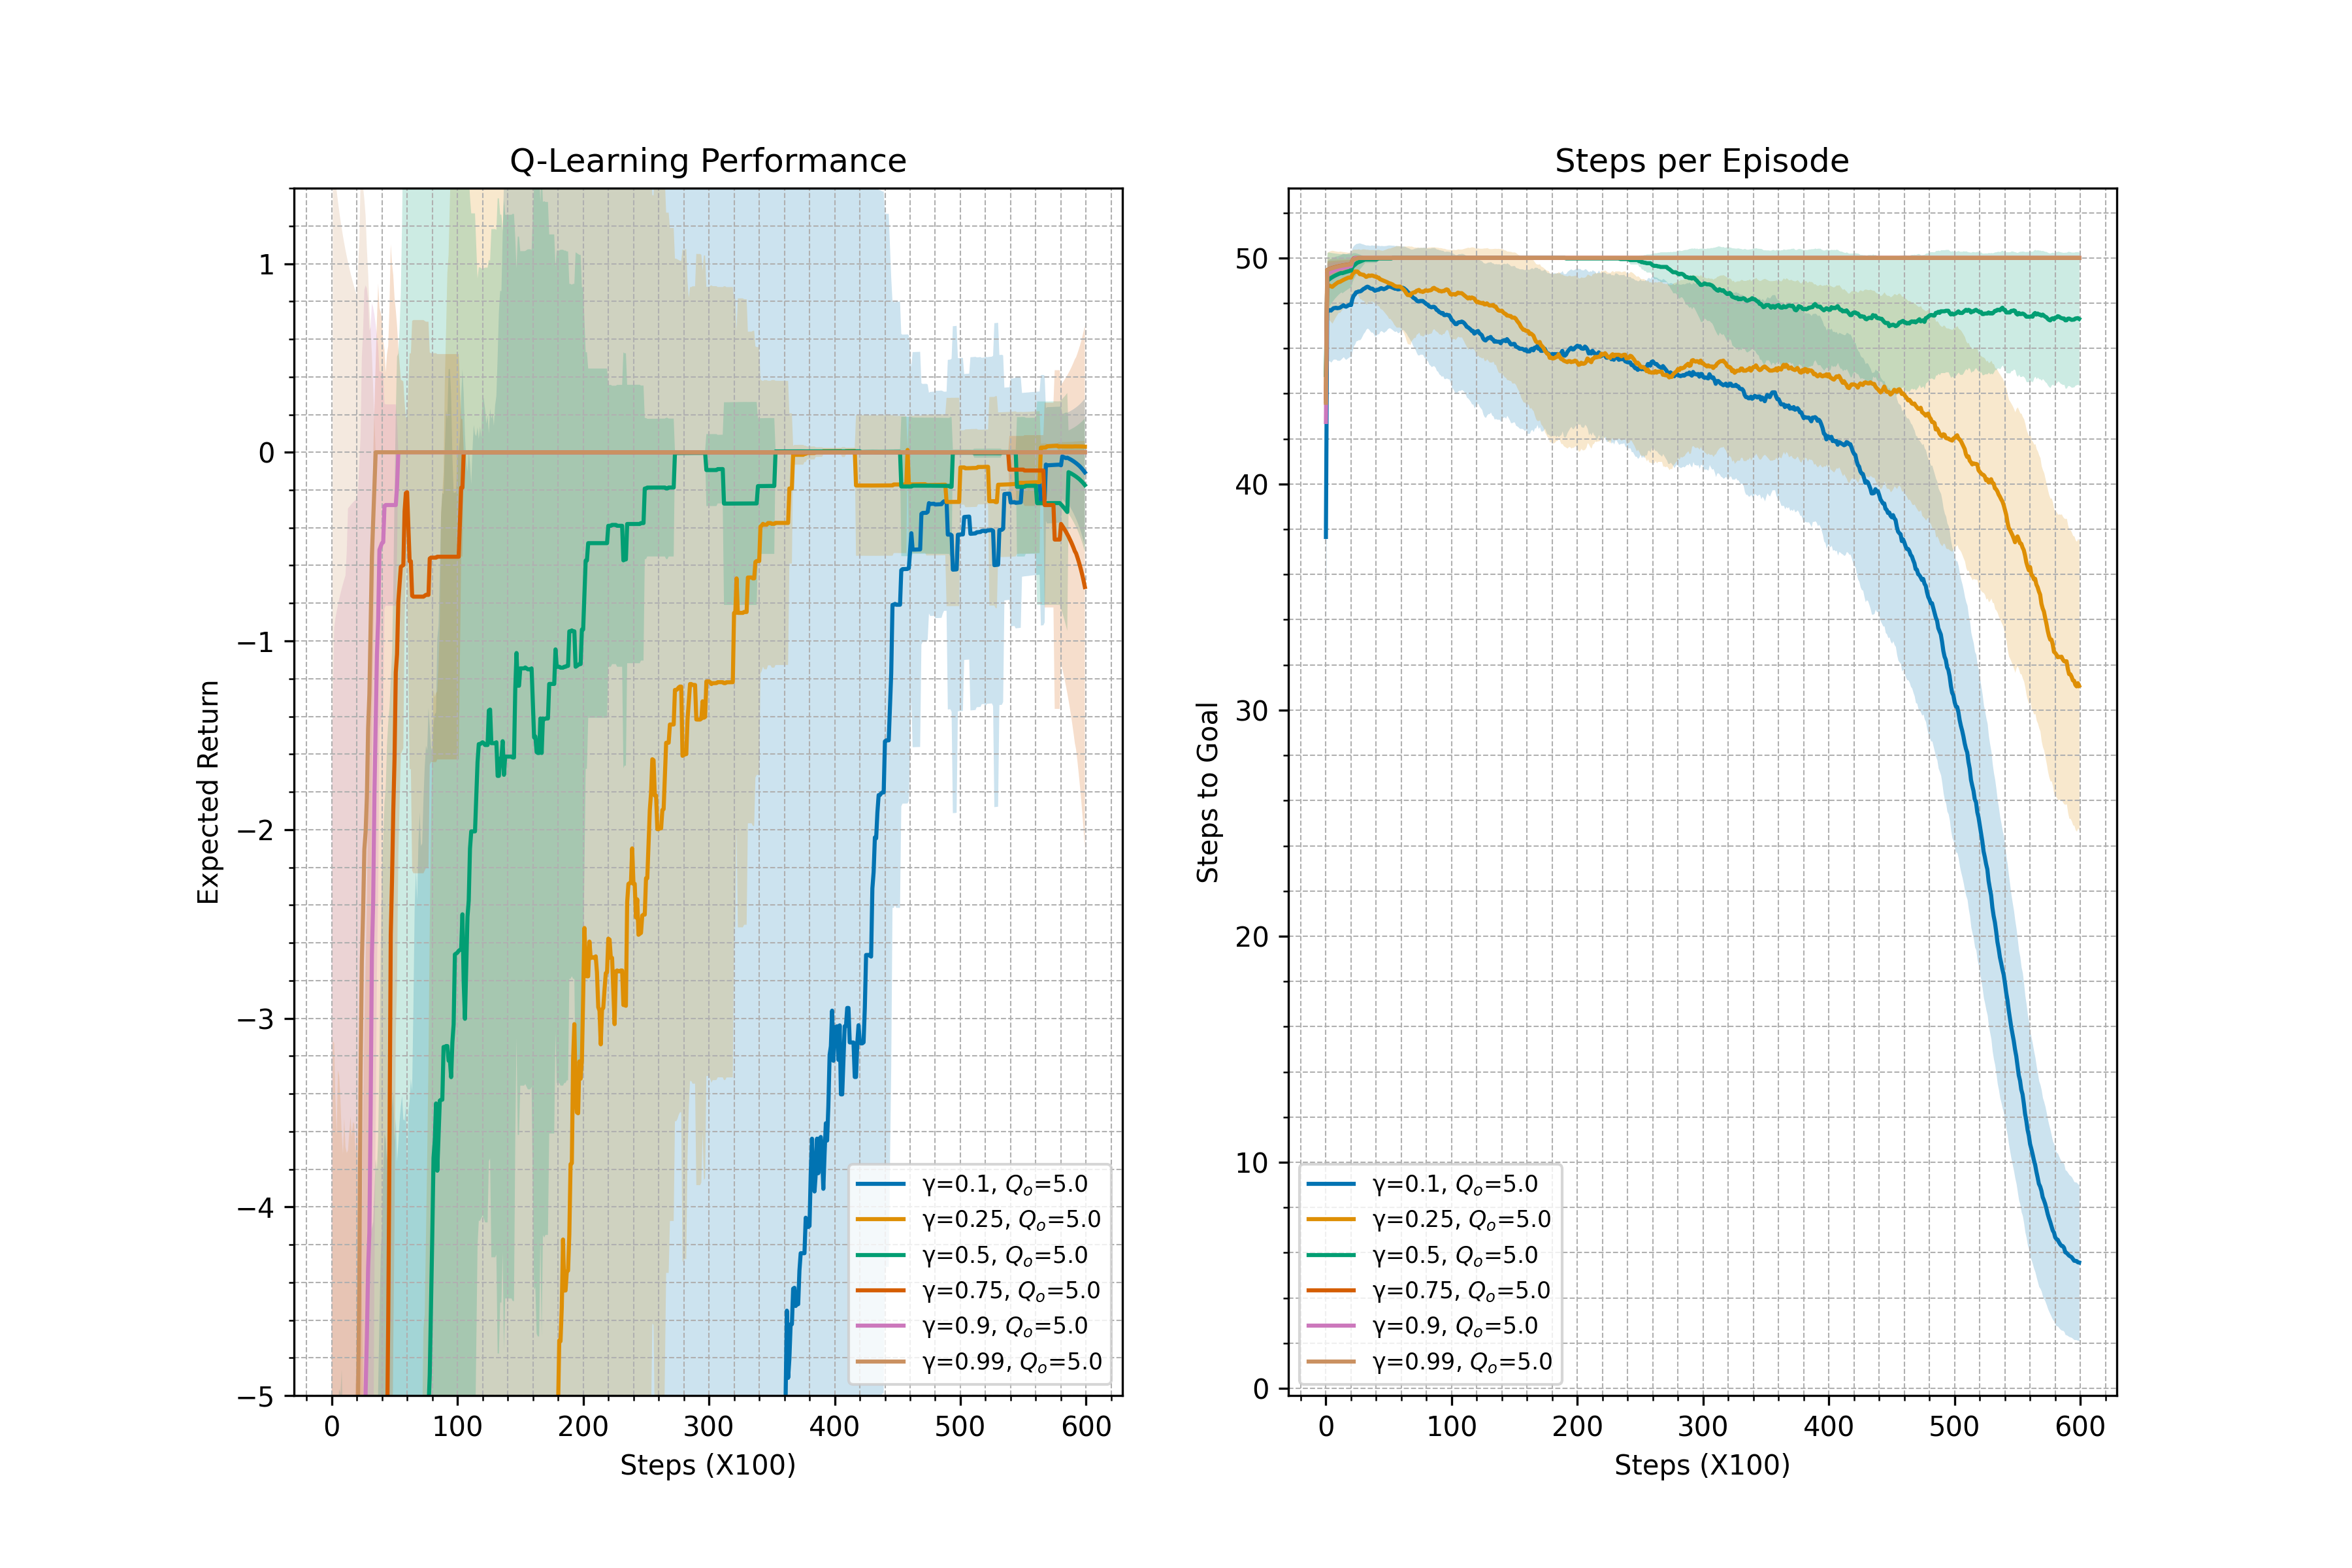 Q-Learning Performance
1
0
−1
−2
−3
−4
−5
Expected Return
0 100 200 300 400 500 600
Steps (X100)
γ=0.1, Qₒ=5.0
γ=0.25, Qₒ=5.0
γ=0.5, Qₒ=5.0
γ=0.75, Qₒ=5.0
γ=0.9, Qₒ=5.0
γ=0.99, Qₒ=5.0
Steps per Episode
50
40
30
20
10
0
Steps to Goal
0 100 200 300 400 500 600
Steps (X100)
γ=0.1, Qₒ=5.0
γ=0.25, Qₒ=5.0
γ=0.5, Qₒ=5.0
γ=0.75, Qₒ=5.0
γ=0.9, Qₒ=5.0
γ=0.99, Qₒ=5.0